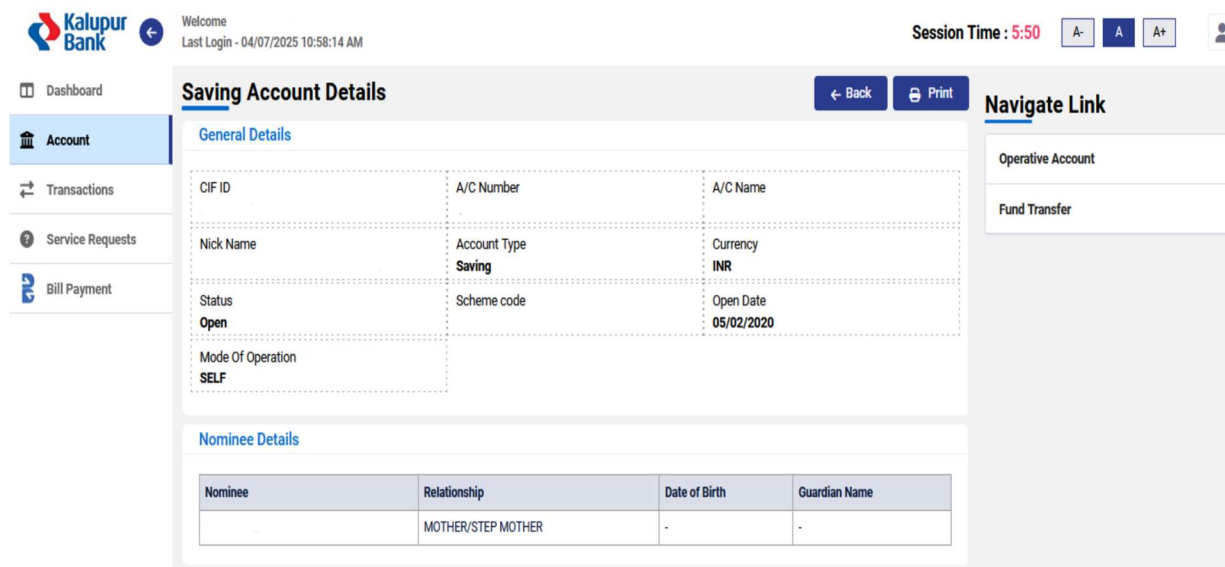 Kalupur
Bank
Welcome
Last Login - 04/07/2025 10:58:14 AM
Session Time : 5:50
A-
A
A+
Dashboard
Account
Transactions
Service Requests
Bill Payment
Saving Account Details
← Back
Print
General Details
CIF ID
A/C Number
A/C Name
Nick Name
Account Type
Saving
Currency
INR
Status
Open
Scheme code
Open Date
05/02/2020
Mode Of Operation
SELF
Nominee Details
Nominee Relationship Date of Birth Guardian Name
MOTHER/STEP MOTHER - -
Navigate Link
Operative Account
Fund Transfer